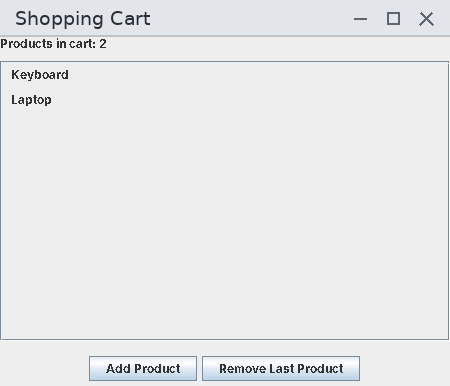 Shopping Cart
Products in cart: 2
Keyboard
Laptop
Add Product Remove Last Product